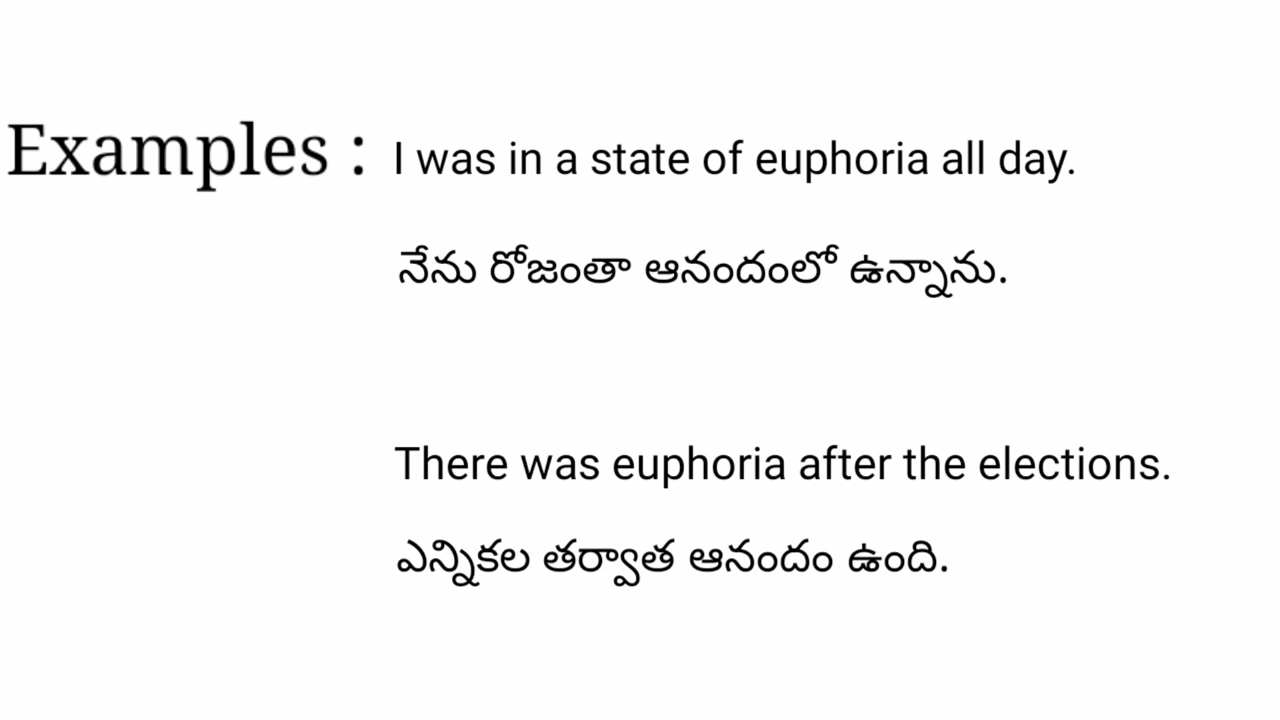 Examples : I was in a state of euphoria all day.
నేను రోజంతా ఆనందంలో ఉన్నాను.
There was euphoria after the elections.
ఎన్నికల తర్వాత ఆనందం ఉంది.